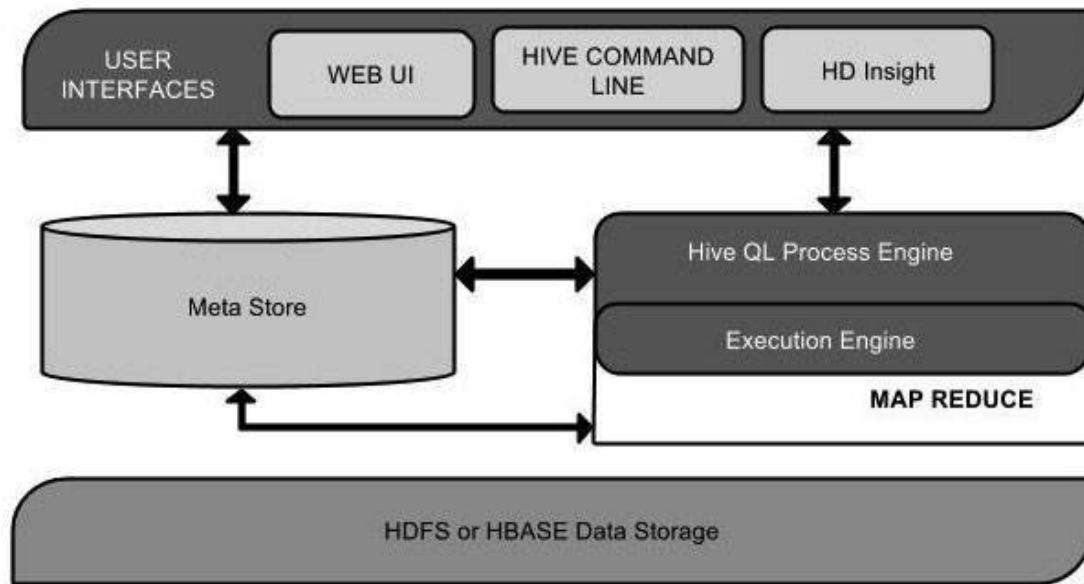 USER
INTERFACES
WEB UI
HIVE COMMAND
LINE
HD Insight
Meta Store
Hive QL Process Engine
Execution Engine
MAP REDUCE
HDFS or HBASE Data Storage